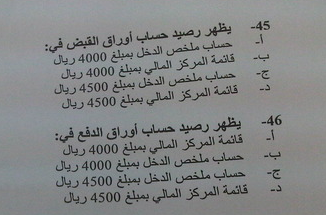 45- يظهر رصيد حساب أوراق القبض في:
أ- حساب ملخص الدخل بمبلغ 4000 ريال
ب- قائمة المركز المالي بمبلغ 4000 ريال
ج- حساب ملخص الدخل بمبلغ 4500 ريال
د- قائمة المركز المالي بمبلغ 4500 ريال
46- يظهر رصيد حساب أوراق الدفع في:
أ- قائمة المركز المالي بمبلغ 4000 ريال
ب- حساب ملخص الدخل بمبلغ 4000 ريال
ج- حساب ملخص الدخل بمبلغ 4500 ريال
د- قائمة المركز المالي بمبلغ 4500 ريال